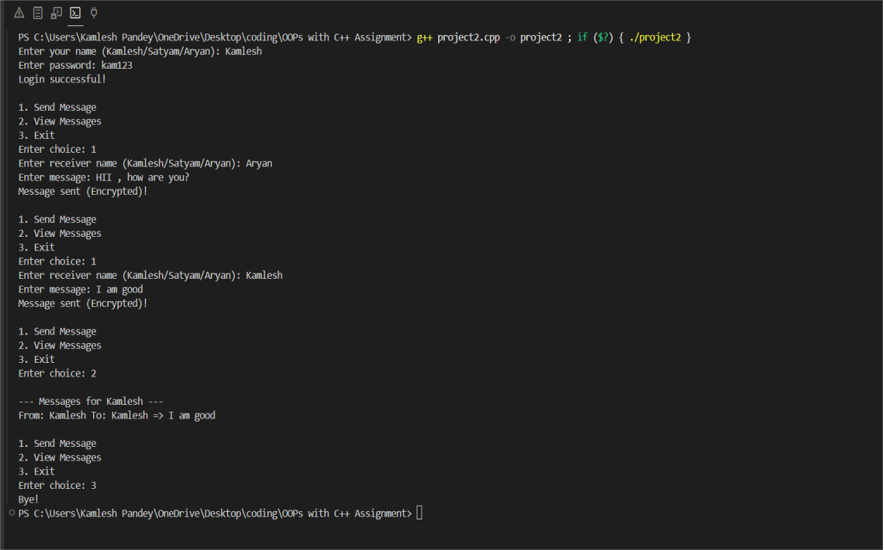 PS C:\Users\Kamlesh Pandey\OneDrive\Desktop\coding\OOPs with C++ Assignment> g++ project2.cpp -o project2 ; if ($?) { ./project2 }
Enter your name (Kamlesh/Satyam/Aryan): Kamlesh
Enter password: kam123
Login successful!

1. Send Message
2. View Messages
3. Exit
Enter choice: 1
Enter receiver name (Kamlesh/Satyam/Aryan): Aryan
Enter message: HII , how are you?
Message sent (Encrypted)!

1. Send Message
2. View Messages
3. Exit
Enter choice: 1
Enter receiver name (Kamlesh/Satyam/Aryan): Kamlesh
Enter message: I am good
Message sent (Encrypted)!

1. Send Message
2. View Messages
3. Exit
Enter choice: 2

--- Messages for Kamlesh ---
From: Kamlesh To: Kamlesh => I am good

1. Send Message
2. View Messages
3. Exit
Enter choice: 3
Bye!
PS C:\Users\Kamlesh Pandey\OneDrive\Desktop\coding\OOPs with C++ Assignment>